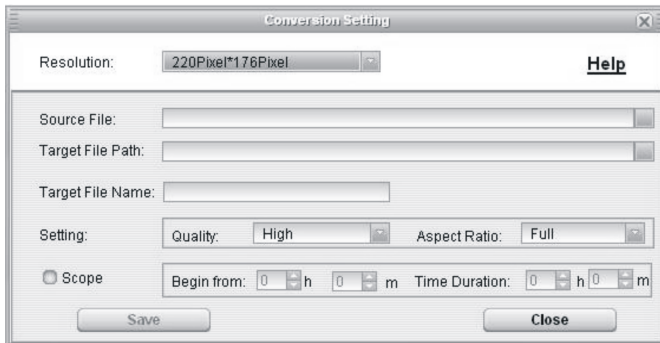 Conversion Setting
Resolution: 220Pixel*176Pixel Help
Source File:
Target File Path:
Target File Name:
Setting: Quality: High Aspect Ratio: Full
Scope Begin from: 0 h 0 m Time Duration: 0 h 0 m
Save Close